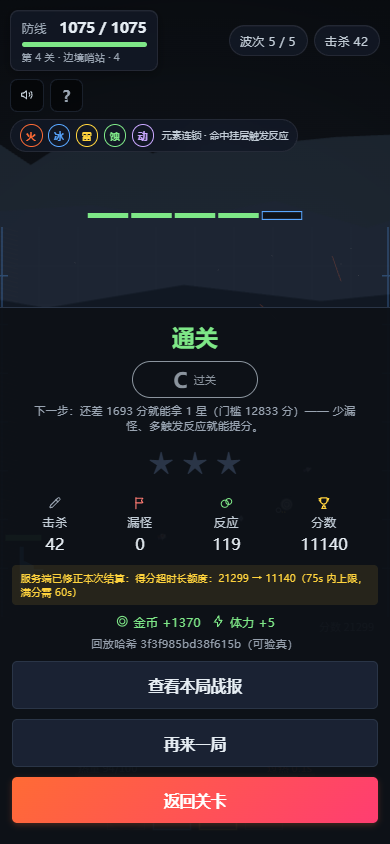 防线 1075 / 1075
第 4 关 · 边境哨站 · 4
波次 5 / 5
击杀 42
?
火 冰 雷 蚀 动 元素连锁 · 命中挂层触发反应
通关
C 过关
下一步：还差 1693 分就能拿 1 星（门槛 12833 分）—— 少漏
怪、多触发反应就能提分。
击杀 漏怪 反应 分数
42 0 119 11140
服务端已修正本次结算：得分超时长额度：21299 → 11140（75s 内上限，
满分需 60s）
金币 +1370 体力 +5
回放哈希 3f3f985bd38f615b（可验真）
查看本局战报
再来一局
返回关卡